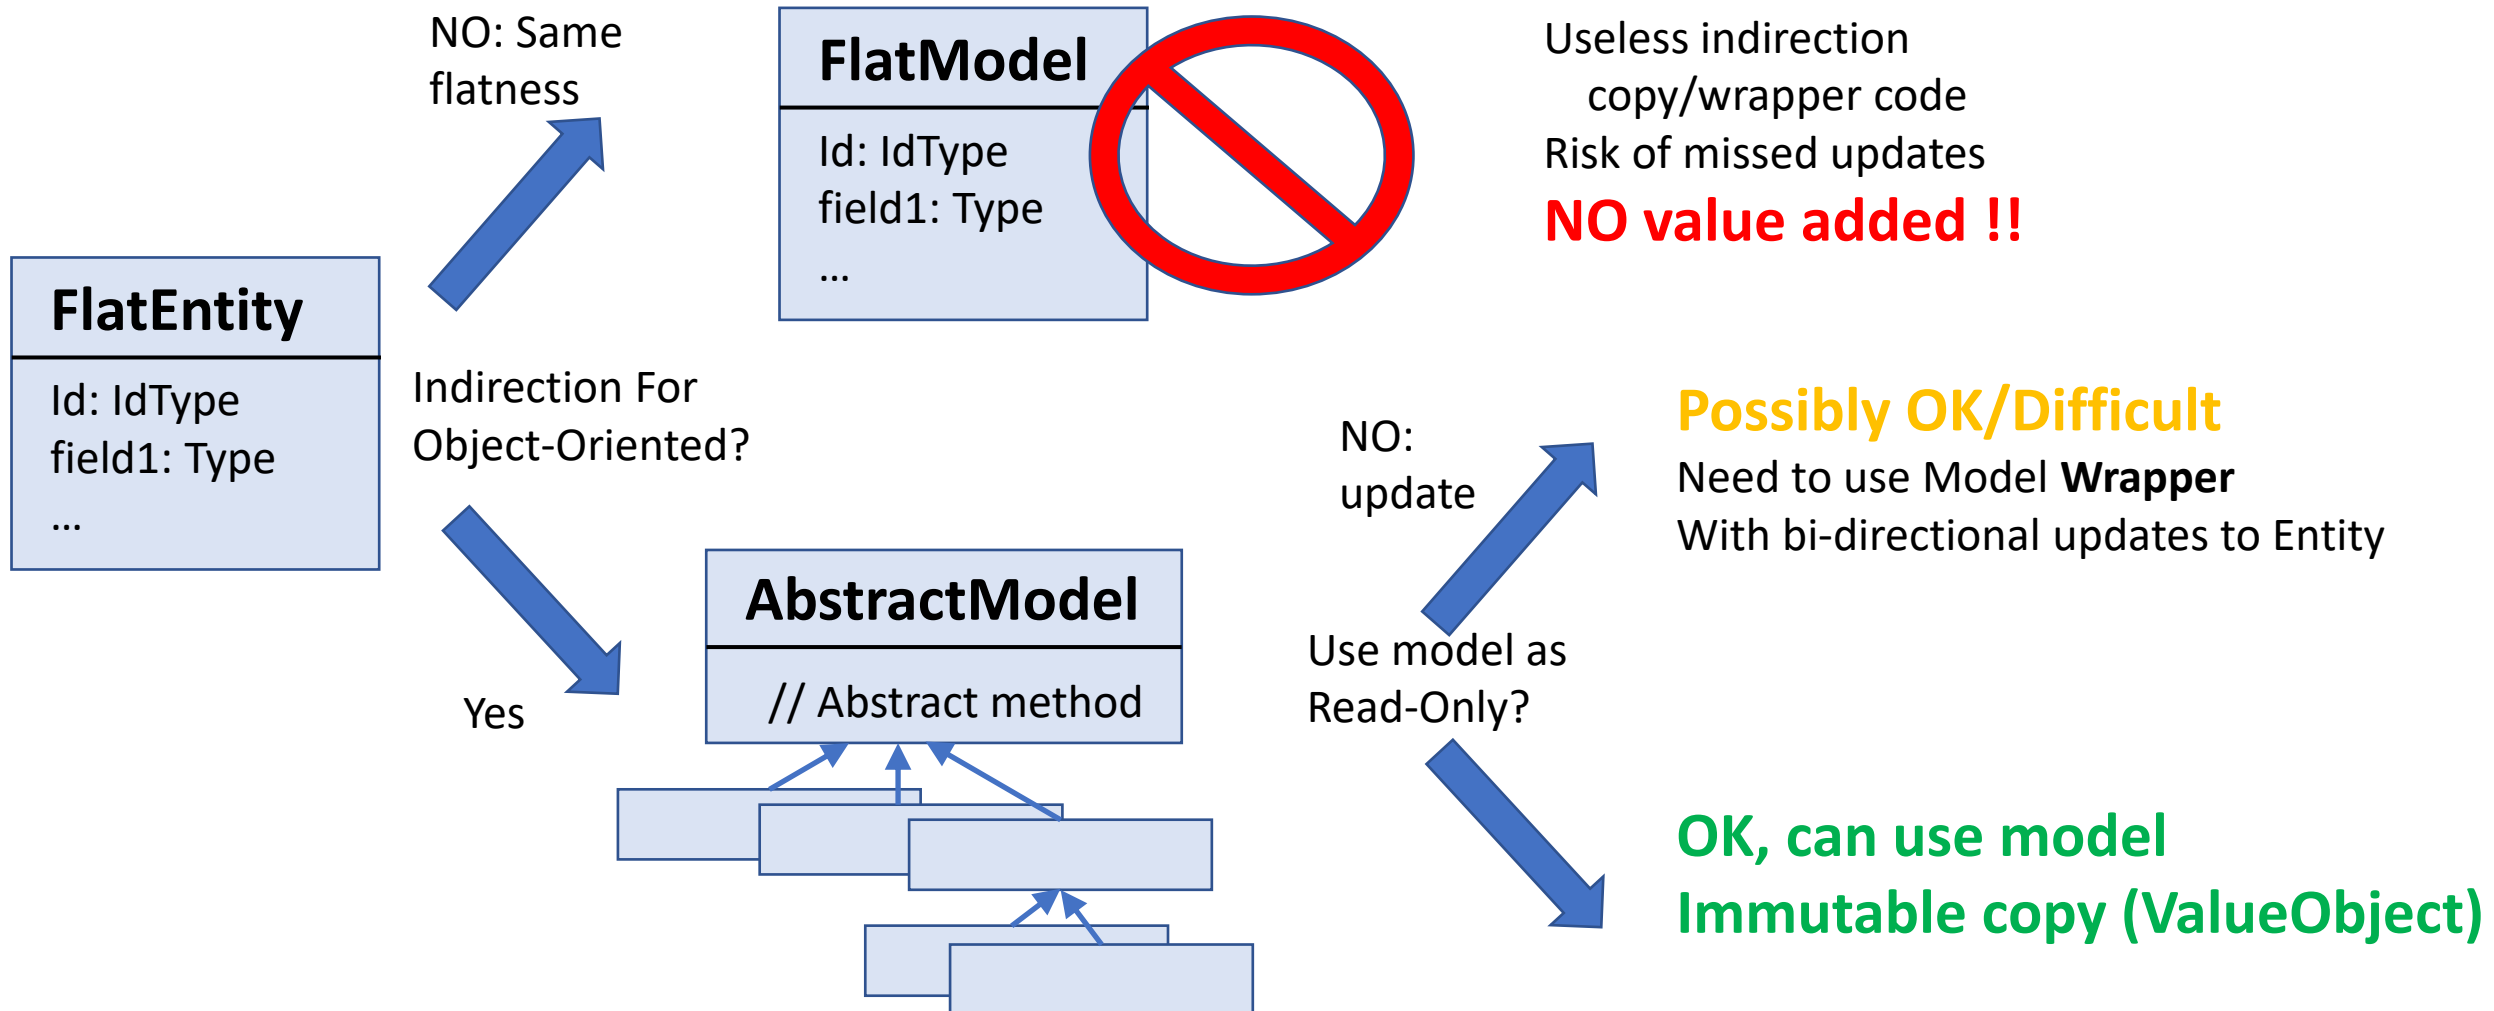 NO: Same
flatness
FlatModel
Id: IdType
field1: Type
...
Useless indirection
copy/wrapper code
Risk of missed updates
NO value added !!
FlatEntity
Id: IdType
field1: Type
...
Indirection For
Object-Oriented?
Yes
AbstractModel
// Abstract method
NO:
update
Use model as
Read-Only?
Possibly OK/Difficult
Need to use Model Wrapper
With bi-directional updates to Entity
OK, can use model
Immutable copy (ValueObject)